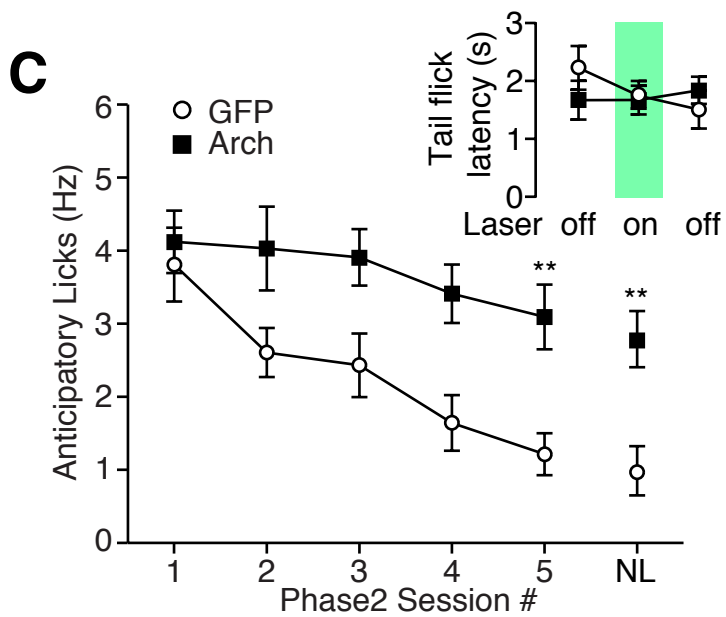 C
GFP
Arch
Anticipatory Licks (Hz)
6
5
4
3
2
1
0
1 2 3 4 5 NL
Phase2 Session #
**
**
Tail flick
latency (s)
3
2
1
0
Laser off on off